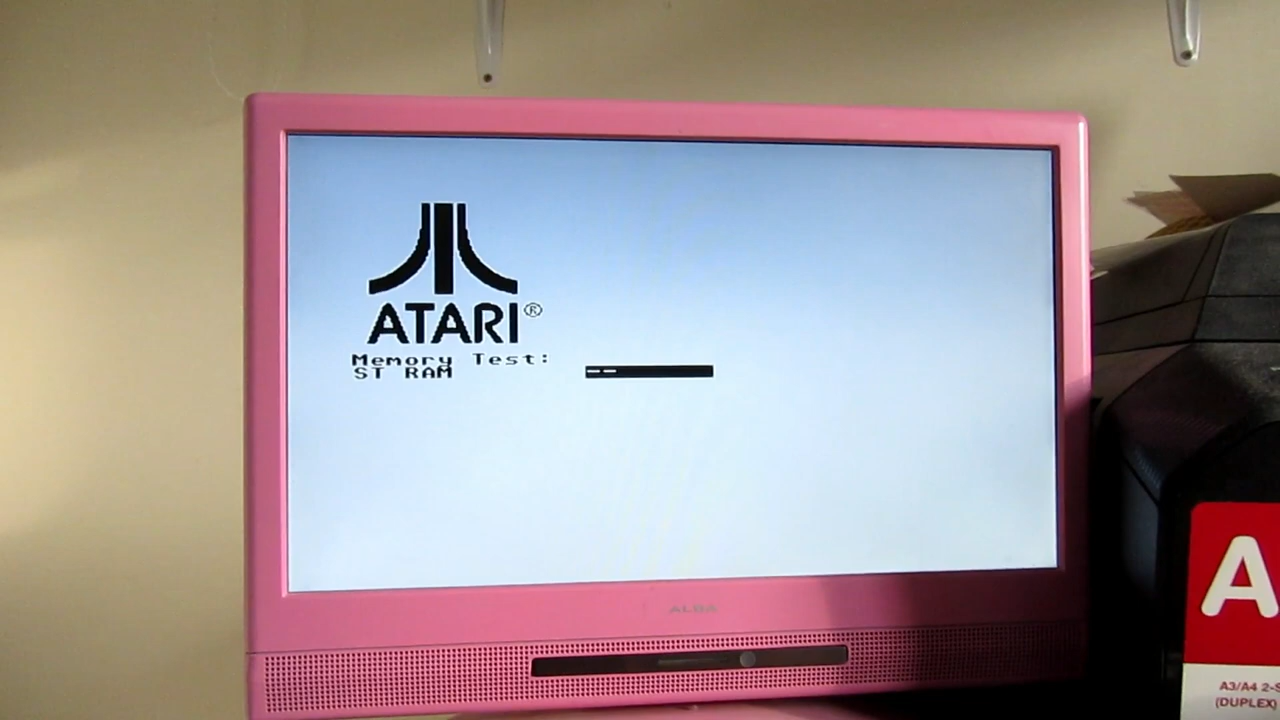 ATARI®
Memory Test:
ST RAM
ALBA
A
A3/A4 2-S
(DUPLEX)